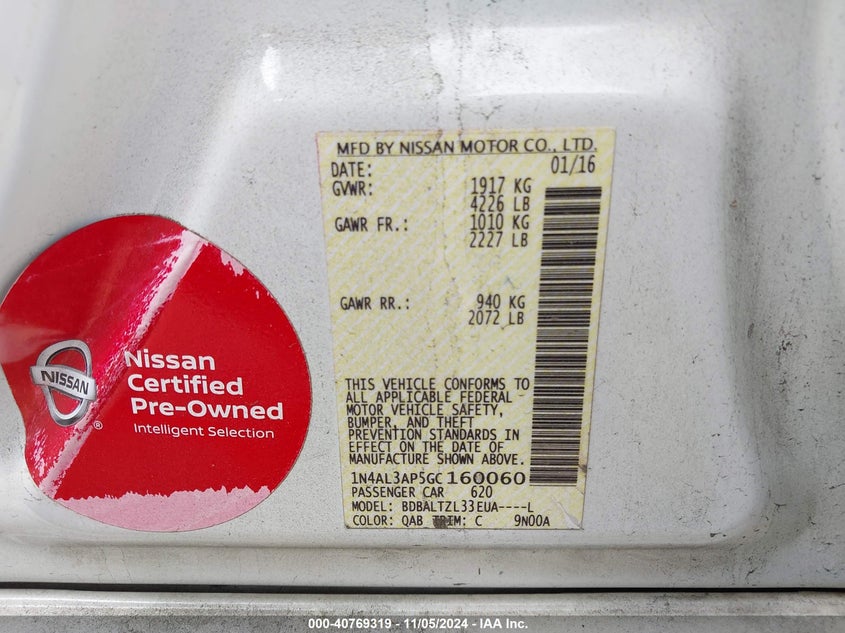 MFD BY NISSAN MOTOR CO., LTD.
DATE: 01/16
GVWR: 1917 KG
4226 LB
GAWR FR.: 1010 KG
2227 LB
GAWR RR.: 940 KG
2072 LB
THIS VEHICLE CONFORMS TO
ALL APPLICABLE FEDERAL
MOTOR VEHICLE SAFETY,
BUMPER, AND THEFT
PREVENTION STANDARDS IN
EFFECT ON THE DATE OF
MANUFACTURE SHOWN ABOVE.
1N4AL3AP5GC160060
PASSENGER CAR 620
MODEL: BDBALTZL33EUA----L
COLOR: QAB TRIM: C 9N00A
NISSAN
®
Nissan
Certified
Pre-Owned
Intelligent Selection
000-40769319 - 11/05/2024 - IAA Inc.